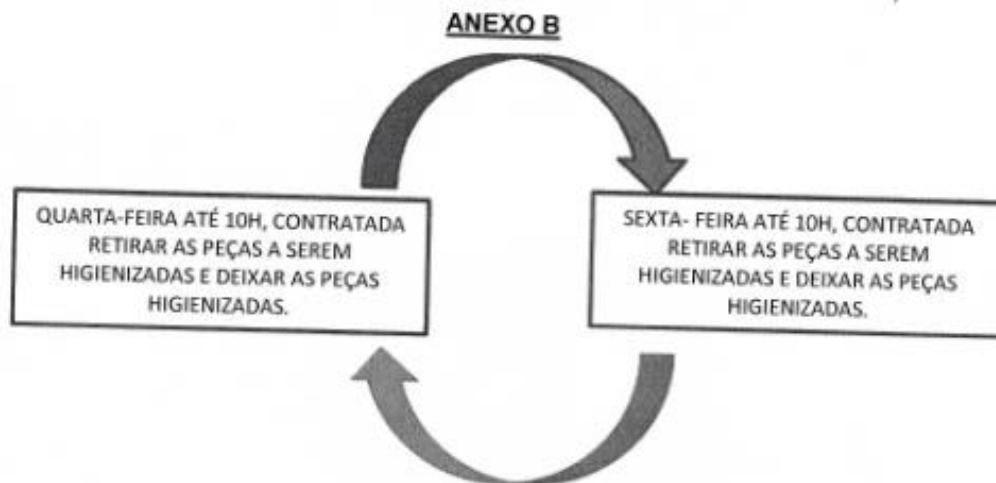 ANEXO B
QUARTA-FEIRA ATÉ 10H, CONTRATADA
RETIRAR AS PEÇAS A SEREM
HIGIENIZADAS E DEIXAR AS PEÇAS
HIGIENIZADAS.
SEXTA- FEIRA ATÉ 10H, CONTRATADA
RETIRAR AS PEÇAS A SEREM
HIGIENIZADAS E DEIXAR AS PEÇAS
HIGIENIZADAS.